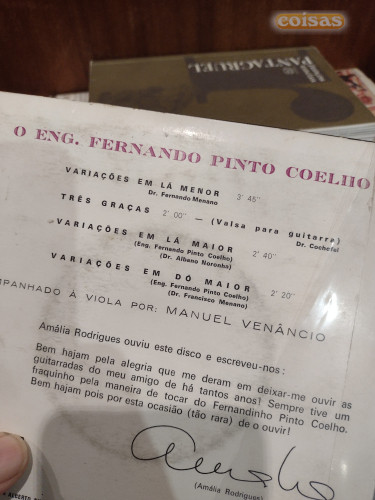 coisas
PANTAGRUEL
O ENG. FERNANDO PINTO COELHO
VARIAÇÕES EM LÁ MENOR 3' 45''
Dr. Fernando Menano
TRÊS GRAÇAS 2' 00'' — (Valsa para guitarra)
Dr. Cochofel
VARIAÇÕES EM LÁ MAIOR 2' 40''
(Eng. Fernando Pinto Coelho)
(Dr. Albano Noronha)
VARIAÇÕES EM DÓ MAIOR 2' 20''
(Eng. Fernando Pinto Coelho)
(Dr. Francisco Menano)
MPANHADO À VIOLA POR: MANUEL VENÂNCIO
Amália Rodrigues ouviu este disco e escreveu-nos:
Bem hajam pela alegria que me deram em deixar-me ouvir as
guitarradas do meu amigo de há tantos anos! Sempre tive um
fraquinho pela maneira de tocar do Fernandinho Pinto Coelho.
Bem hajam pois por esta ocasião (tão rara) de o ouvir!
Amália
(Amália Rodrigues